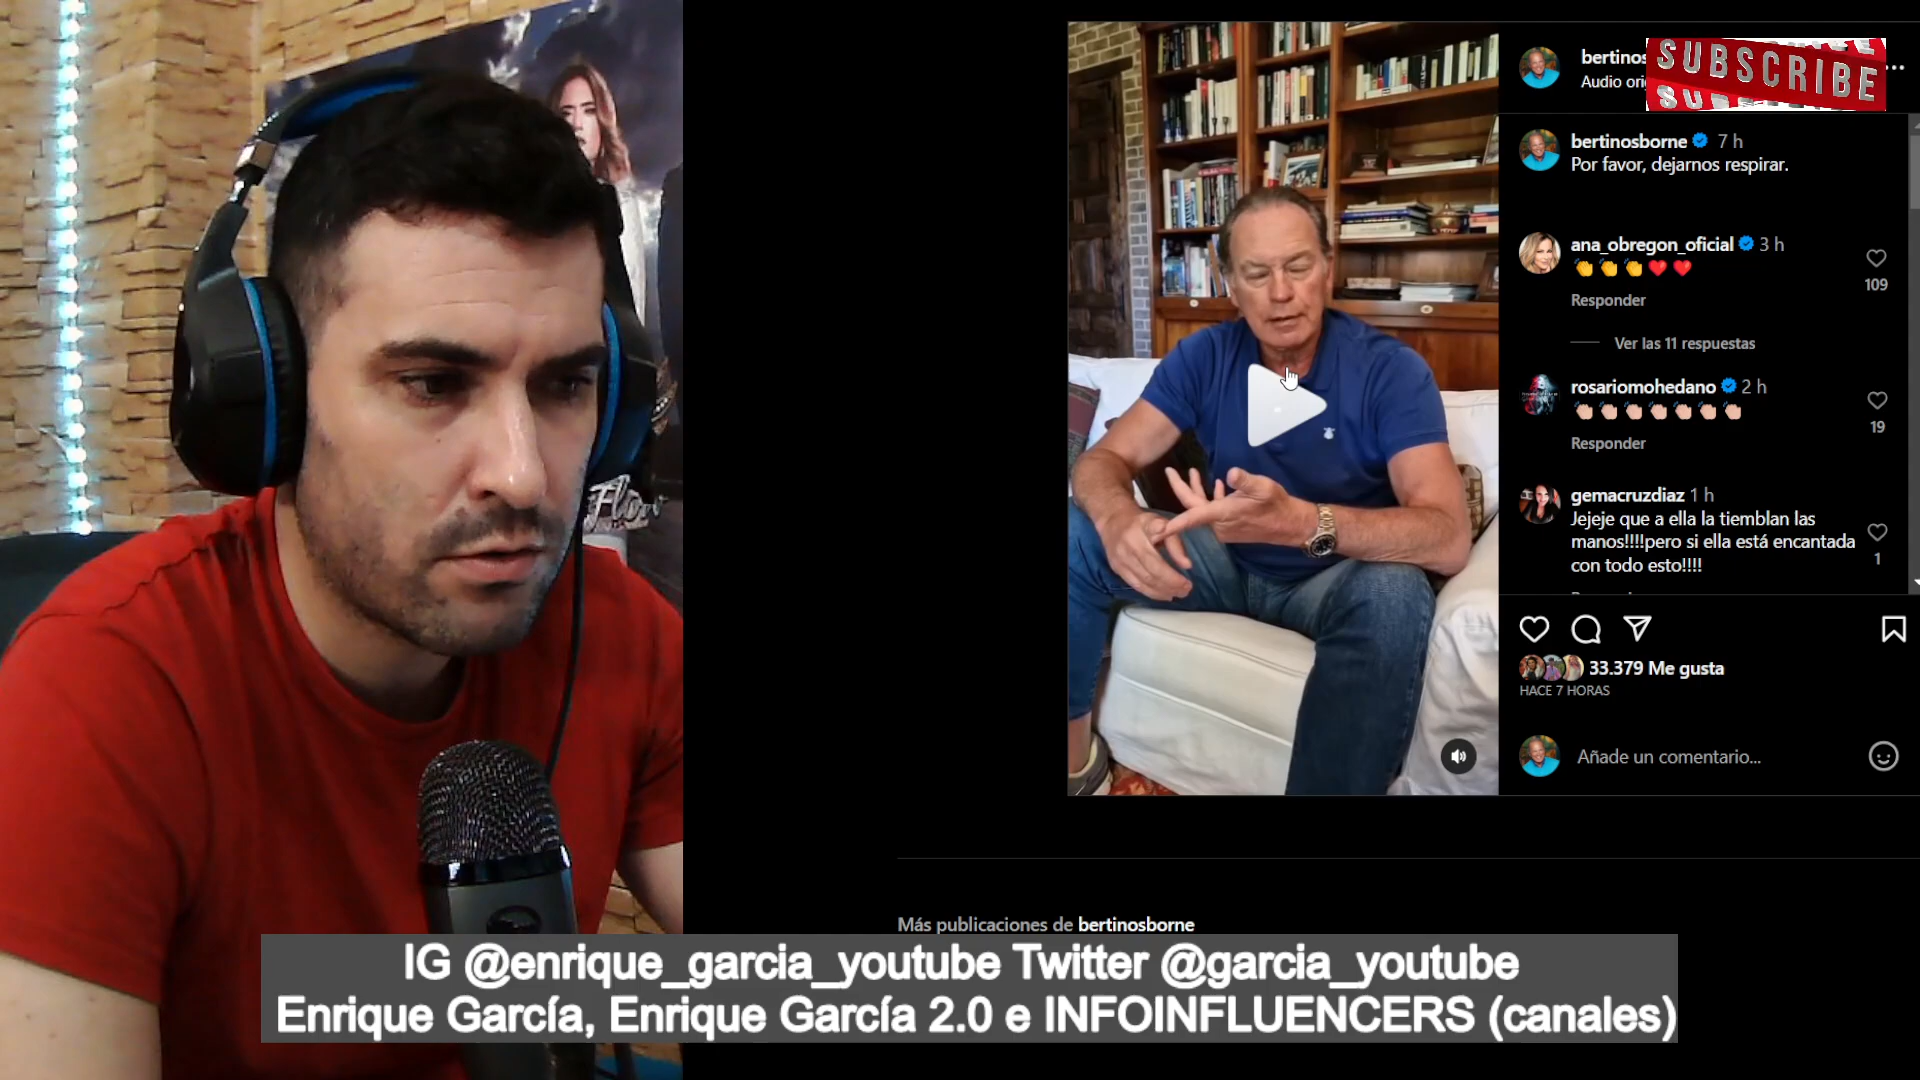 SUBSCRIBE
bertinos
Audio ori
bertinosborne 7 h
Por favor, dejarnos respirar.
ana_obregon_oficial 3 h
👏👏👏❤️❤️
109
Responder
Ver las 11 respuestas
rosariomohedano 2 h
👏🏻👏🏻👏🏻👏🏻👏🏻👏🏻👏🏻
19
Responder
gemacruzdiaz 1 h
Jejeje que a ella la tiemblan las
manos!!!!pero si ella está encantada
con todo esto!!!!
1
33.379 Me gusta
HACE 7 HORAS
Añade un comentario...
Más publicaciones de bertinosborne
IG @enrique_garcia_youtube Twitter @garcia_youtube
Enrique García, Enrique García 2.0 e INFOINFLUENCERS (canales)